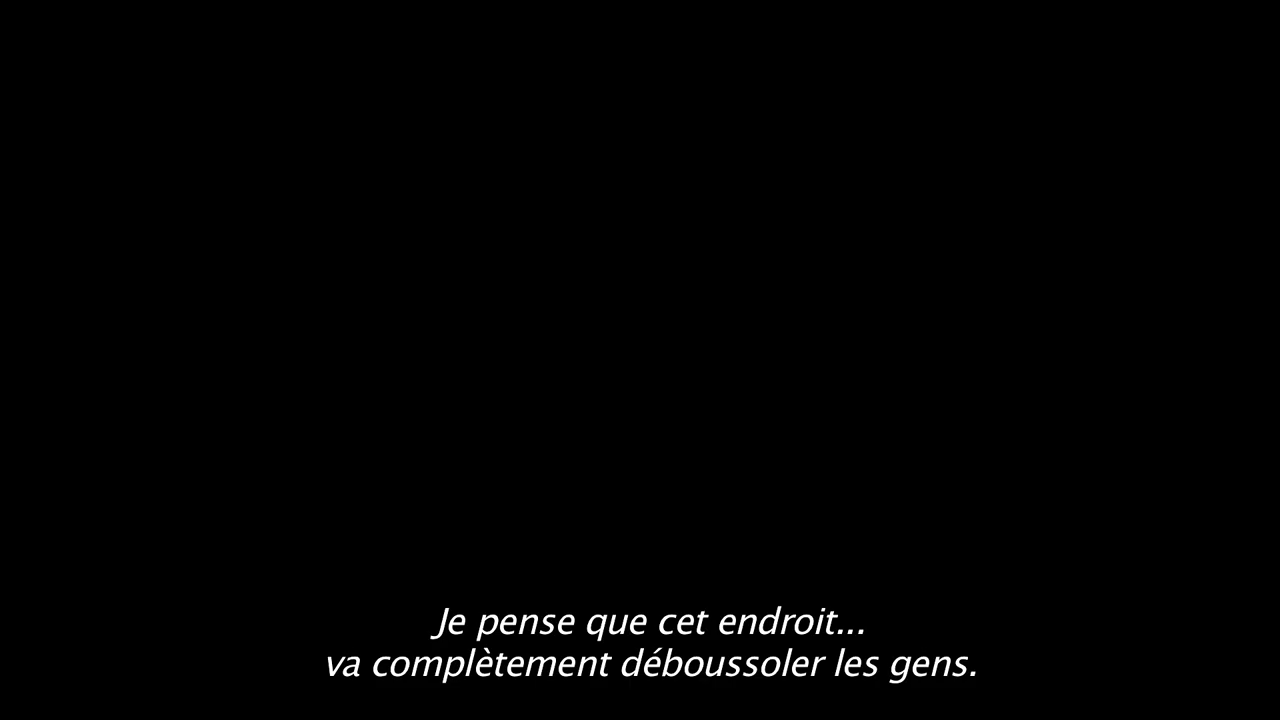 Je pense que cet endroit...
va complètement déboussoler les gens.